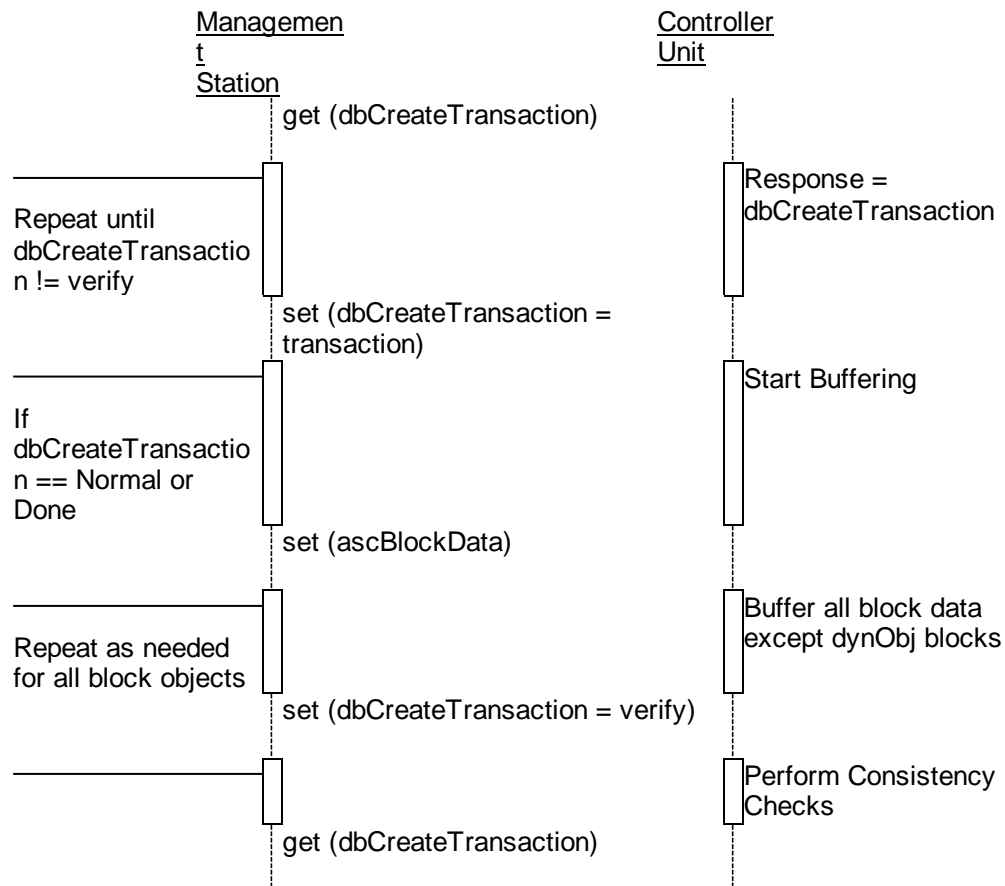 Managemen
t
Station
Controller
Unit
get (dbCreateTransaction)
Repeat until
dbCreateTransactio
n != verify
Response =
dbCreateTransaction
set (dbCreateTransaction =
transaction)
If
dbCreateTransactio
n == Normal or
Done
Start Buffering
set (ascBlockData)
Repeat as needed
for all block objects
Buffer all block data
except dynObj blocks
set (dbCreateTransaction = verify)
Perform Consistency
Checks
get (dbCreateTransaction)